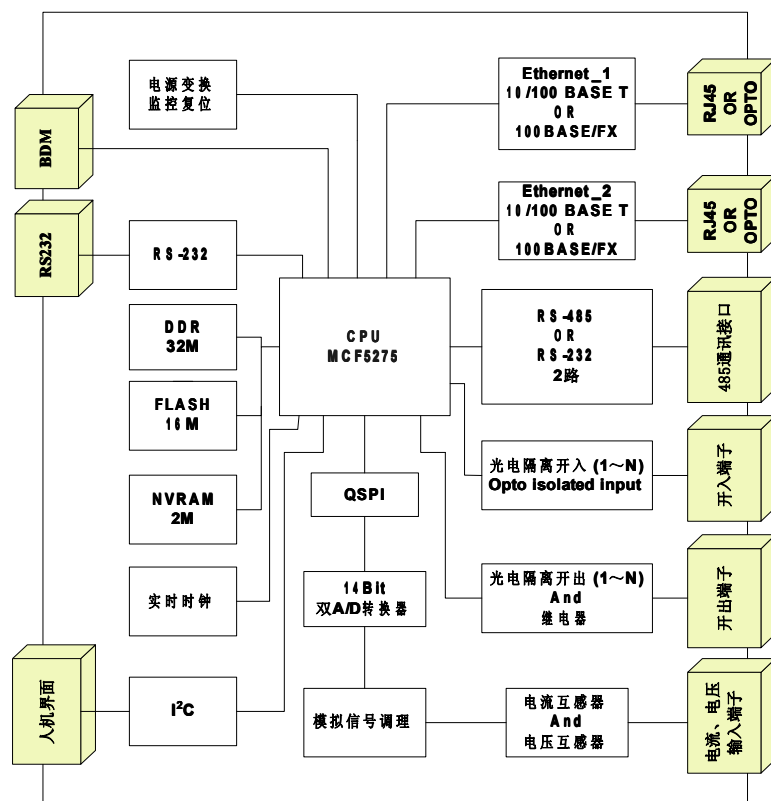 电源变换
监控复位
Ethernet_1
10/100 BASE T
OR
100BASE/FX
RJ45
OR
OPTO
BDM
Ethernet_2
10/100 BASE T
OR
100BASE/FX
RJ45
OR
OPTO
RS232
RS-232
DDR
32M
CPU
MCF5275
RS-485
OR
RS-232
2路
485通讯接口
FLASH
16M
光电隔离开入 (1～N)
Opto isolated input
开入端子
NVRAM
2M
QSPI
实时时钟
14Bit
双A/D转换器
光电隔离开出 (1～N)
And
继电器
开出端子
人机界面
I²C
模拟信号调理
电流互感器
And
电压互感器
电流、电压
输入端子